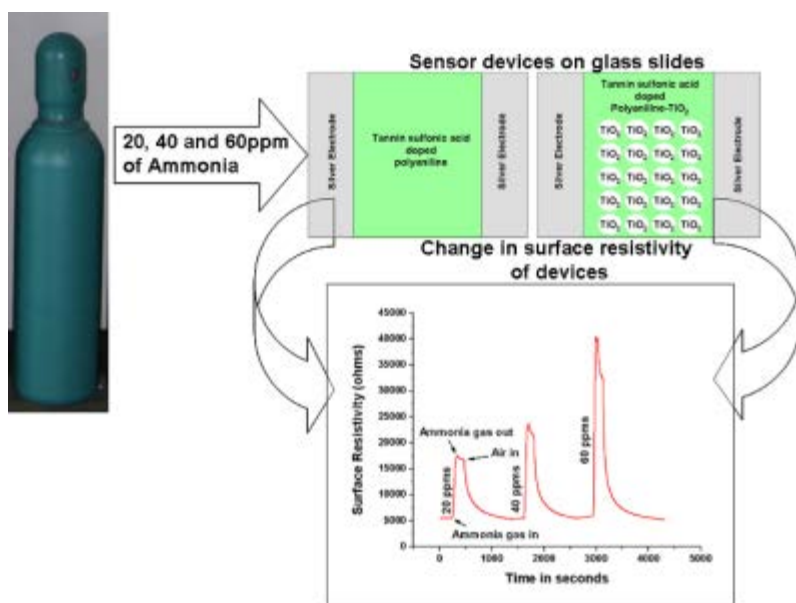 Sensor devices on glass slides
20, 40 and 60ppm
of Ammonia
Silver Electrode
Tannin sulfonic acid
doped
polyaniline
Silver Electrode
Silver Electrode
Tannin sulfonic acid
doped
Polyaniline-TiO₂
TiO₂ TiO₂ TiO₂ TiO₂
TiO₂ TiO₂ TiO₂ TiO₂
TiO₂ TiO₂ TiO₂ TiO₂
TiO₂ TiO₂ TiO₂ TiO₂
TiO₂ TiO₂ TiO₂ TiO₂
Silver Electrode
Change in surface resistivity
of devices
Surface Resistivity (ohms)
45000
40000
35000
30000
25000
20000
15000
10000
5000
0
Ammonia gas out
Air in
20 ppms
Ammonia gas in
40 ppms
60 ppms
0 1000 2000 3000 4000 5000
Time in seconds